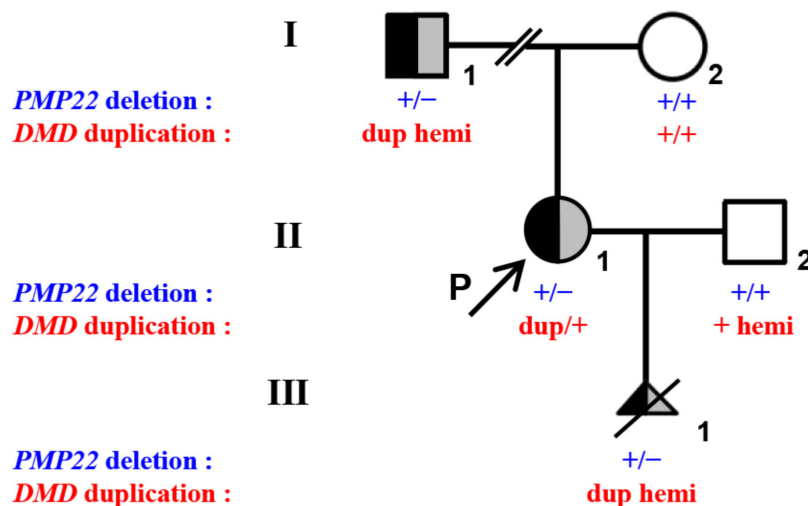 I
1
2
PMP22 deletion : +/− +/+
DMD duplication : dup hemi +/+
II
1
2
P
PMP22 deletion : +/− +/+
DMD duplication : dup/+ + hemi
III
1
PMP22 deletion : +/−
DMD duplication : dup hemi